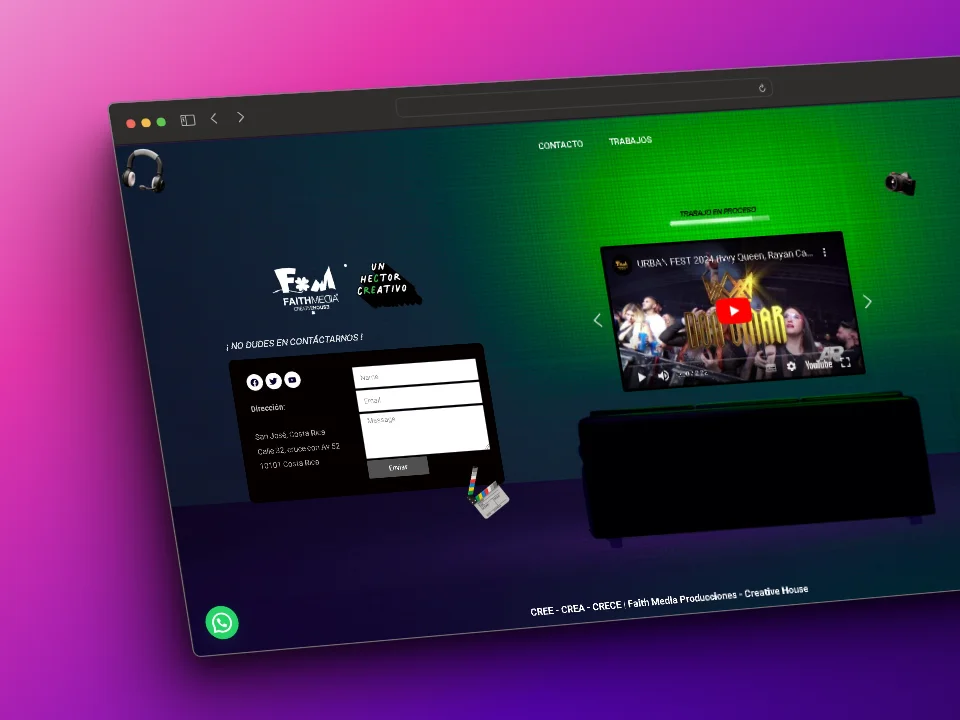 CONTACTO
TRABAJOS
TRABAJO EN PROCESO
URBAN FEST 2024 Queen, Rayan Ca...
DON OMAR
YouTube
FAITHMEDIA
CREATIVE HOUSE
UN
HECTOR
CREATIVO
¡ NO DUDES EN CONTÁCTARNOS !
Name
Email
Message
Enviar
Dirección:
San José, Costa Rica
Calle 32, cruce con Av 52
10101 Costa Rica
CREE - CREA - CRECE / Faith Media Producciones - Creative House